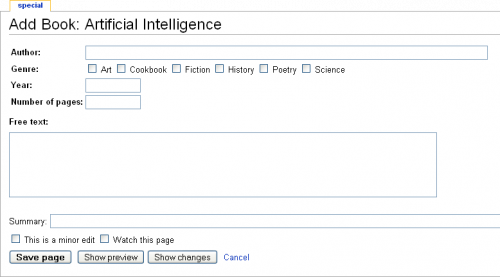 special
Add Book: Artificial Intelligence
Author:
Genre: Art Cookbook Fiction History Poetry Science
Year:
Number of pages:
Free text:
Summary:
This is a minor edit Watch this page
Save page Show preview Show changes Cancel